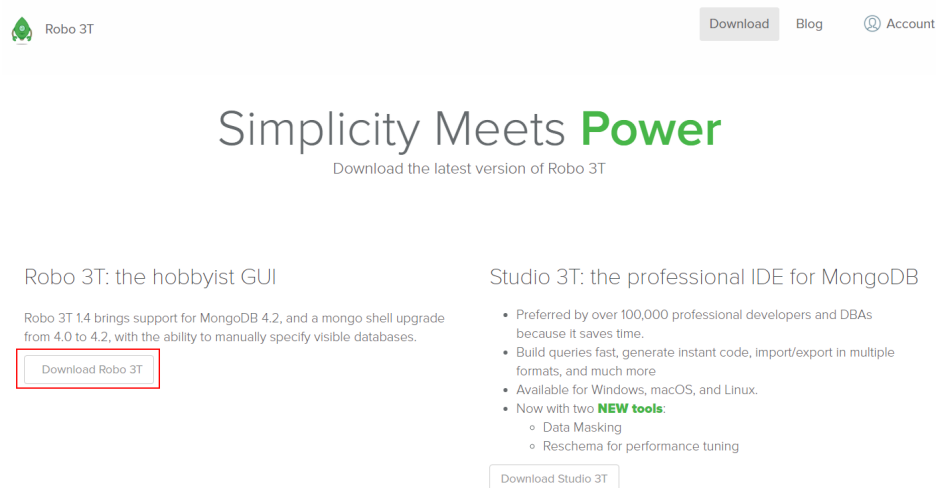 Robo 3T
Download
Blog
Account
Simplicity Meets Power
Download the latest version of Robo 3T
Robo 3T: the hobbyist GUI
Robo 3T 1.4 brings support for MongoDB 4.2, and a mongo shell upgrade
from 4.0 to 4.2, with the ability to manually specify visible databases.
Download Robo 3T
Studio 3T: the professional IDE for MongoDB
• Preferred by over 100,000 professional developers and DBAs
because it saves time.
• Build queries fast, generate instant code, import/export in multiple
formats, and much more
• Available for Windows, macOS, and Linux.
• Now with two NEW tools:
◦ Data Masking
◦ Reschema for performance tuning
Download Studio 3T